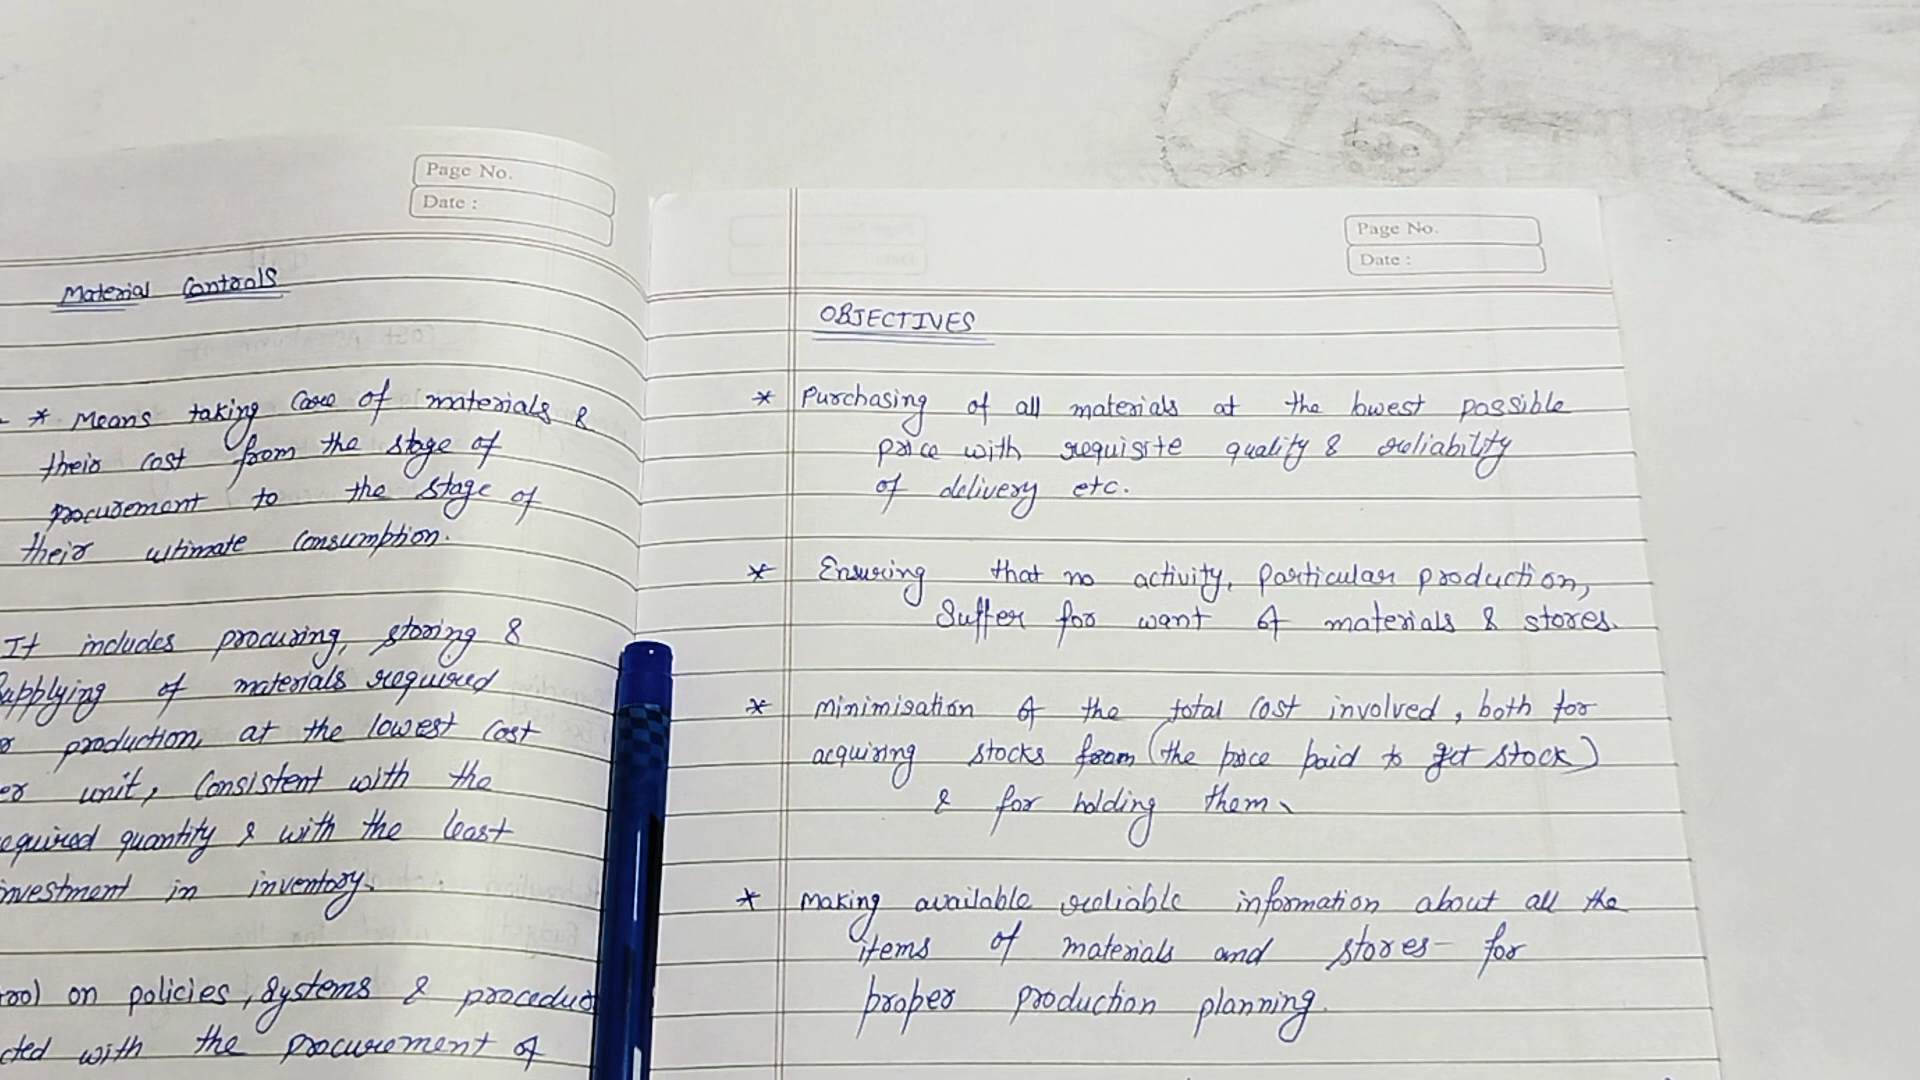 Page No.
Date :
Material Controls
* Means taking care of materials &
their cost from the stage of
procurement to the stage of
their ultimate consumption.
It includes procuring, storing &
supplying of materials required
production, at the lowest cost
unit, consistent with the
required quantity & with the least
investment in inventory.
on policies, systems &
with the procurement of
Page No.
Date :
OBJECTIVES
* Purchasing of all materials at the lowest possible
price with requisite quality & reliability
of delivery etc.
* Ensuring that no activity, particular production,
suffer for want of materials & stores.
* minimisation of the total cost involved, both for
acquiring stocks from (the price paid to get stock)
& for holding them.
* making available reliable information about all the
items of materials and stores for
proper production planning.